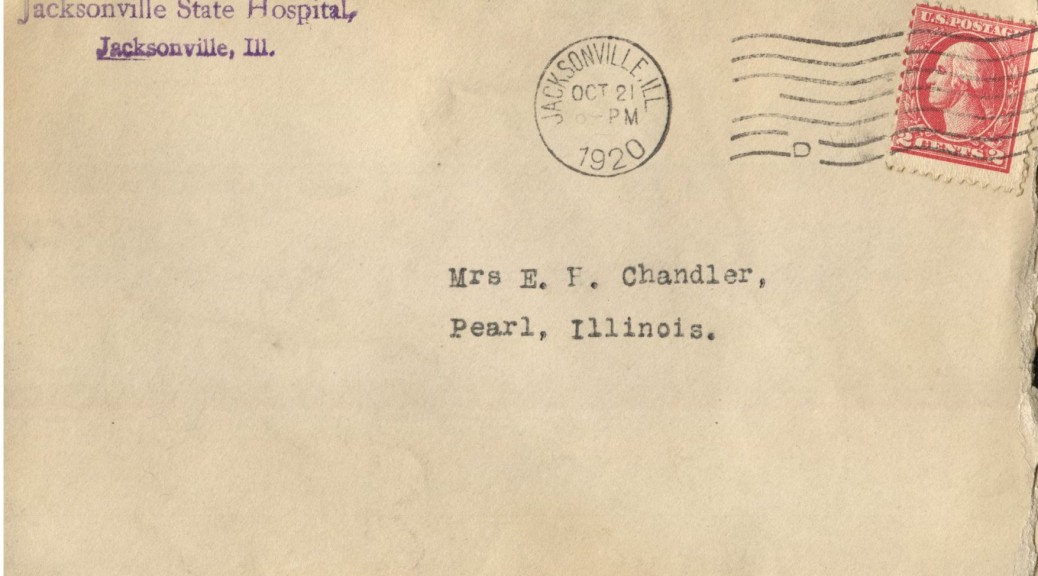 Jacksonville State Hospital,
Jacksonville, Ill.
JACKSONVILLE, ILL.
OCT 21
PM
1920
D
U.S. POSTAGE
2 CENTS 2
Mrs E. H. Chandler,
Pearl, Illinois.